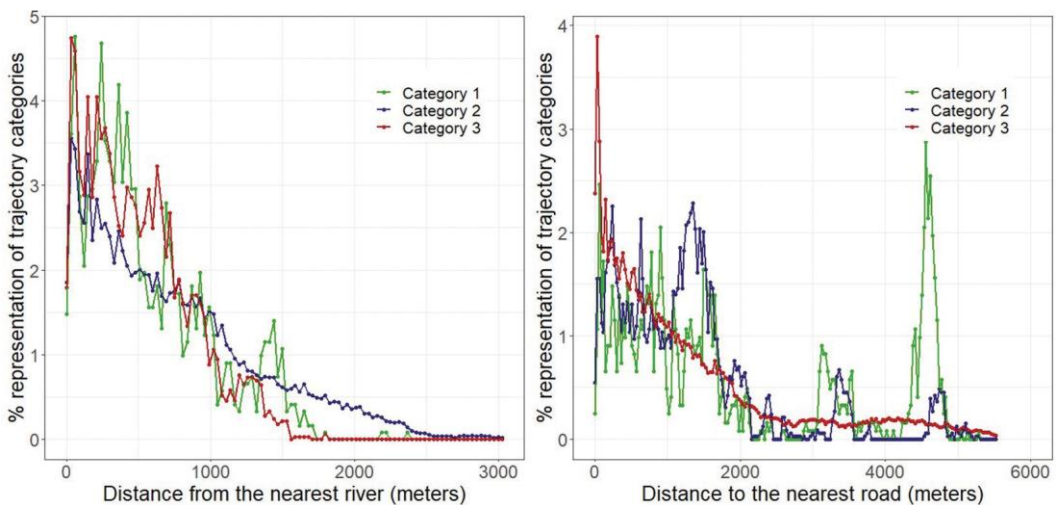 % representation of trajectory categories
5
4
3
2
1
0
Category 1
Category 2
Category 3
0
1000
2000
3000
Distance from the nearest river (meters)
% representation of trajectory categories
4
3
2
1
0
Category 1
Category 2
Category 3
0
2000
4000
6000
Distance to the nearest road (meters)